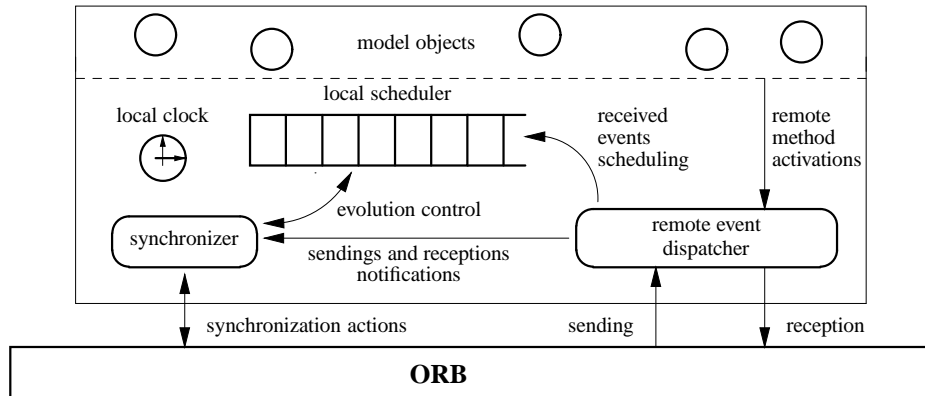 model objects
local scheduler
local clock
received
events
scheduling
remote
method
activations
evolution control
synchronizer
remote event
dispatcher
sendings and receptions
notifications
synchronization actions
sending
reception
ORB